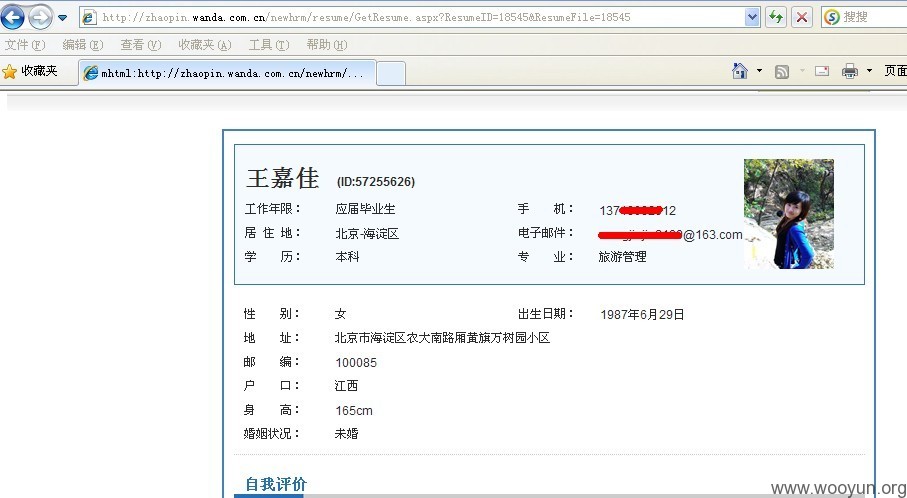 http://zhaopin.wanda.com.cn/newhrm/resume/GetResume.aspx?ResumeID=18545&ResumeFile=18545
搜搜
文件(F) 编辑(E) 查看(V) 收藏夹(A) 工具(T) 帮助(H)
收藏夹 mhtml:http://zhaopin.wanda.com.cn/newhrm/... 页面
王嘉佳 (ID:57255626)
工作年限： 应届毕业生 手 机： 137 12
居 住 地： 北京-海淀区 电子邮件： @163.com
学 历： 本科 专 业： 旅游管理
性 别： 女 出生日期： 1987年6月29日
地 址： 北京市海淀区农大南路厢黄旗万树园小区
邮 编： 100085
户 口： 江西
身 高： 165cm
婚姻状况： 未婚
自我评价
www.wooyun.org